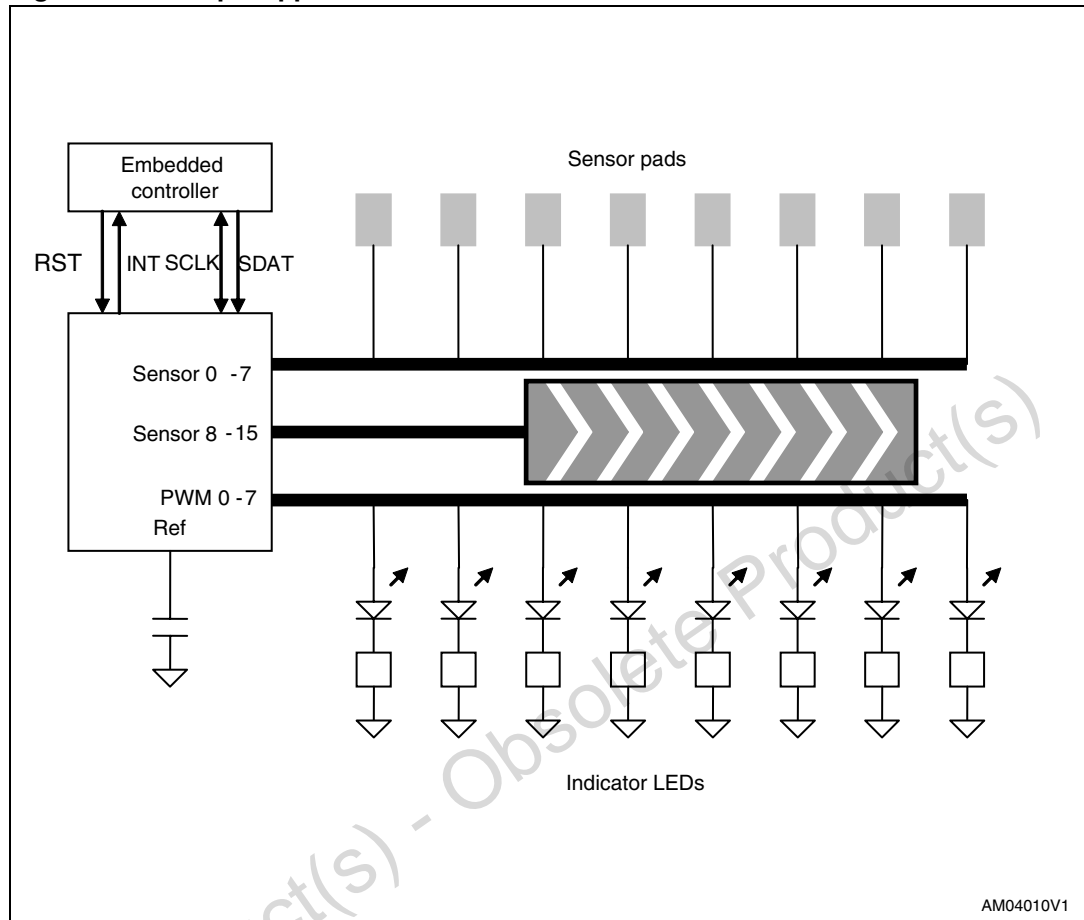 Embedded
controller
Sensor pads
RST
INT SCLK SDAT
Sensor 0 -7
Sensor 8 -15
PWM 0 -7
Ref
Indicator LEDs
ct(s) - Obsolete Product(s)
AM04010V1